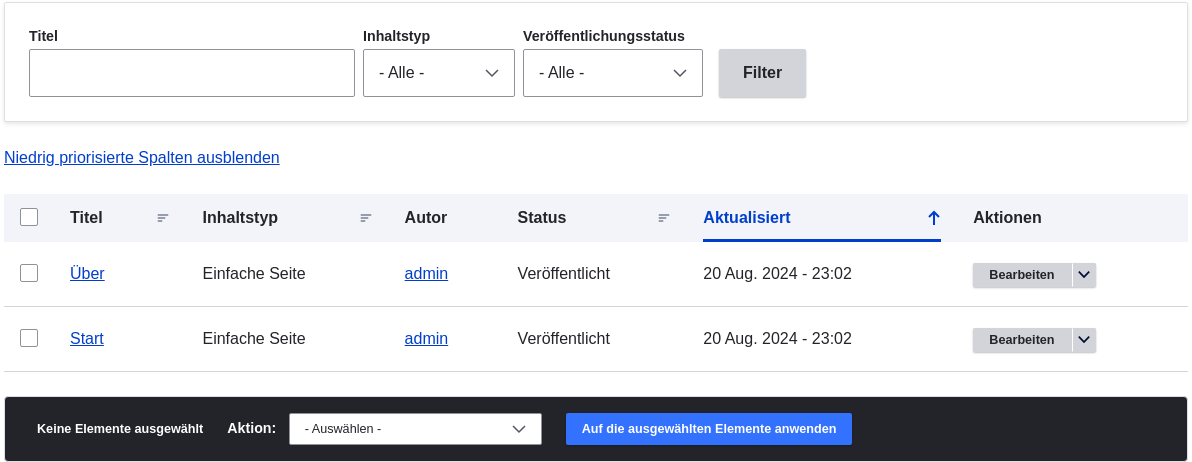 Titel Inhaltstyp Veröffentlichungsstatus
- Alle - - Alle - Filter
Niedrig priorisierte Spalten ausblenden
Titel Inhaltstyp Autor Status Aktualisiert Aktionen
Über Einfache Seite admin Veröffentlicht 20 Aug. 2024 - 23:02 Bearbeiten
Start Einfache Seite admin Veröffentlicht 20 Aug. 2024 - 23:02 Bearbeiten
Keine Elemente ausgewählt Aktion: - Auswählen - Auf die ausgewählten Elemente anwenden